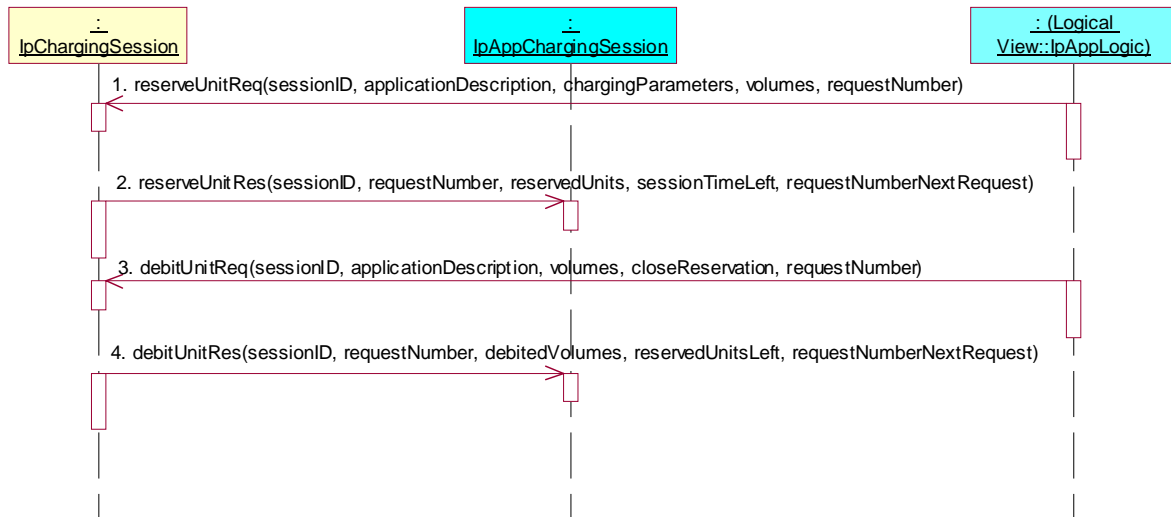 :
IpChargingSession
:
IpAppChargingSession
: (Logical
View::IpAppLogic)
1. reserveUnitReq(sessionID, applicationDescription, chargingParameters, volumes, requestNumber)
2. reserveUnitRes(sessionID, requestNumber, reservedUnits, sessionTimeLeft, requestNumberNextRequest)
3. debitUnitReq(sessionID, applicationDescription, volumes, closeReservation, requestNumber)
4. debitUnitRes(sessionID, requestNumber, debitedVolumes, reservedUnitsLeft, requestNumberNextRequest)